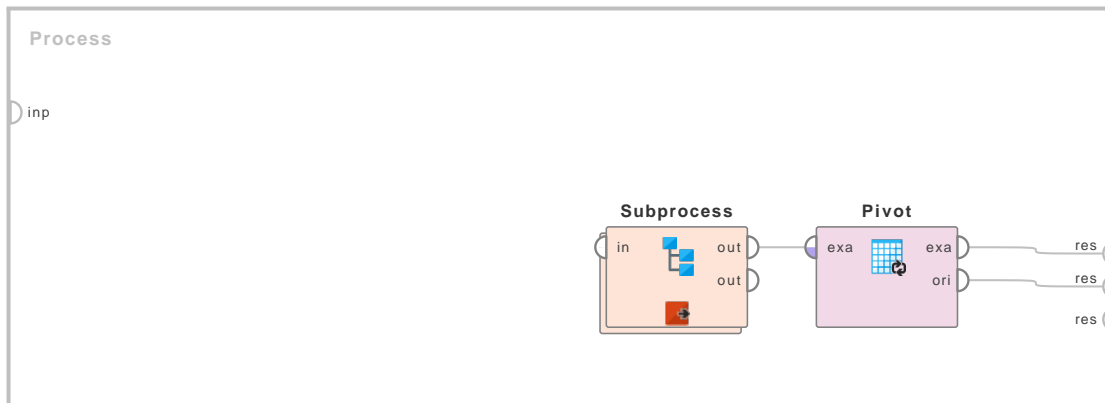 Process
inp
Subprocess
Pivot
in
out
exa
exa
res
out
ori
res
res